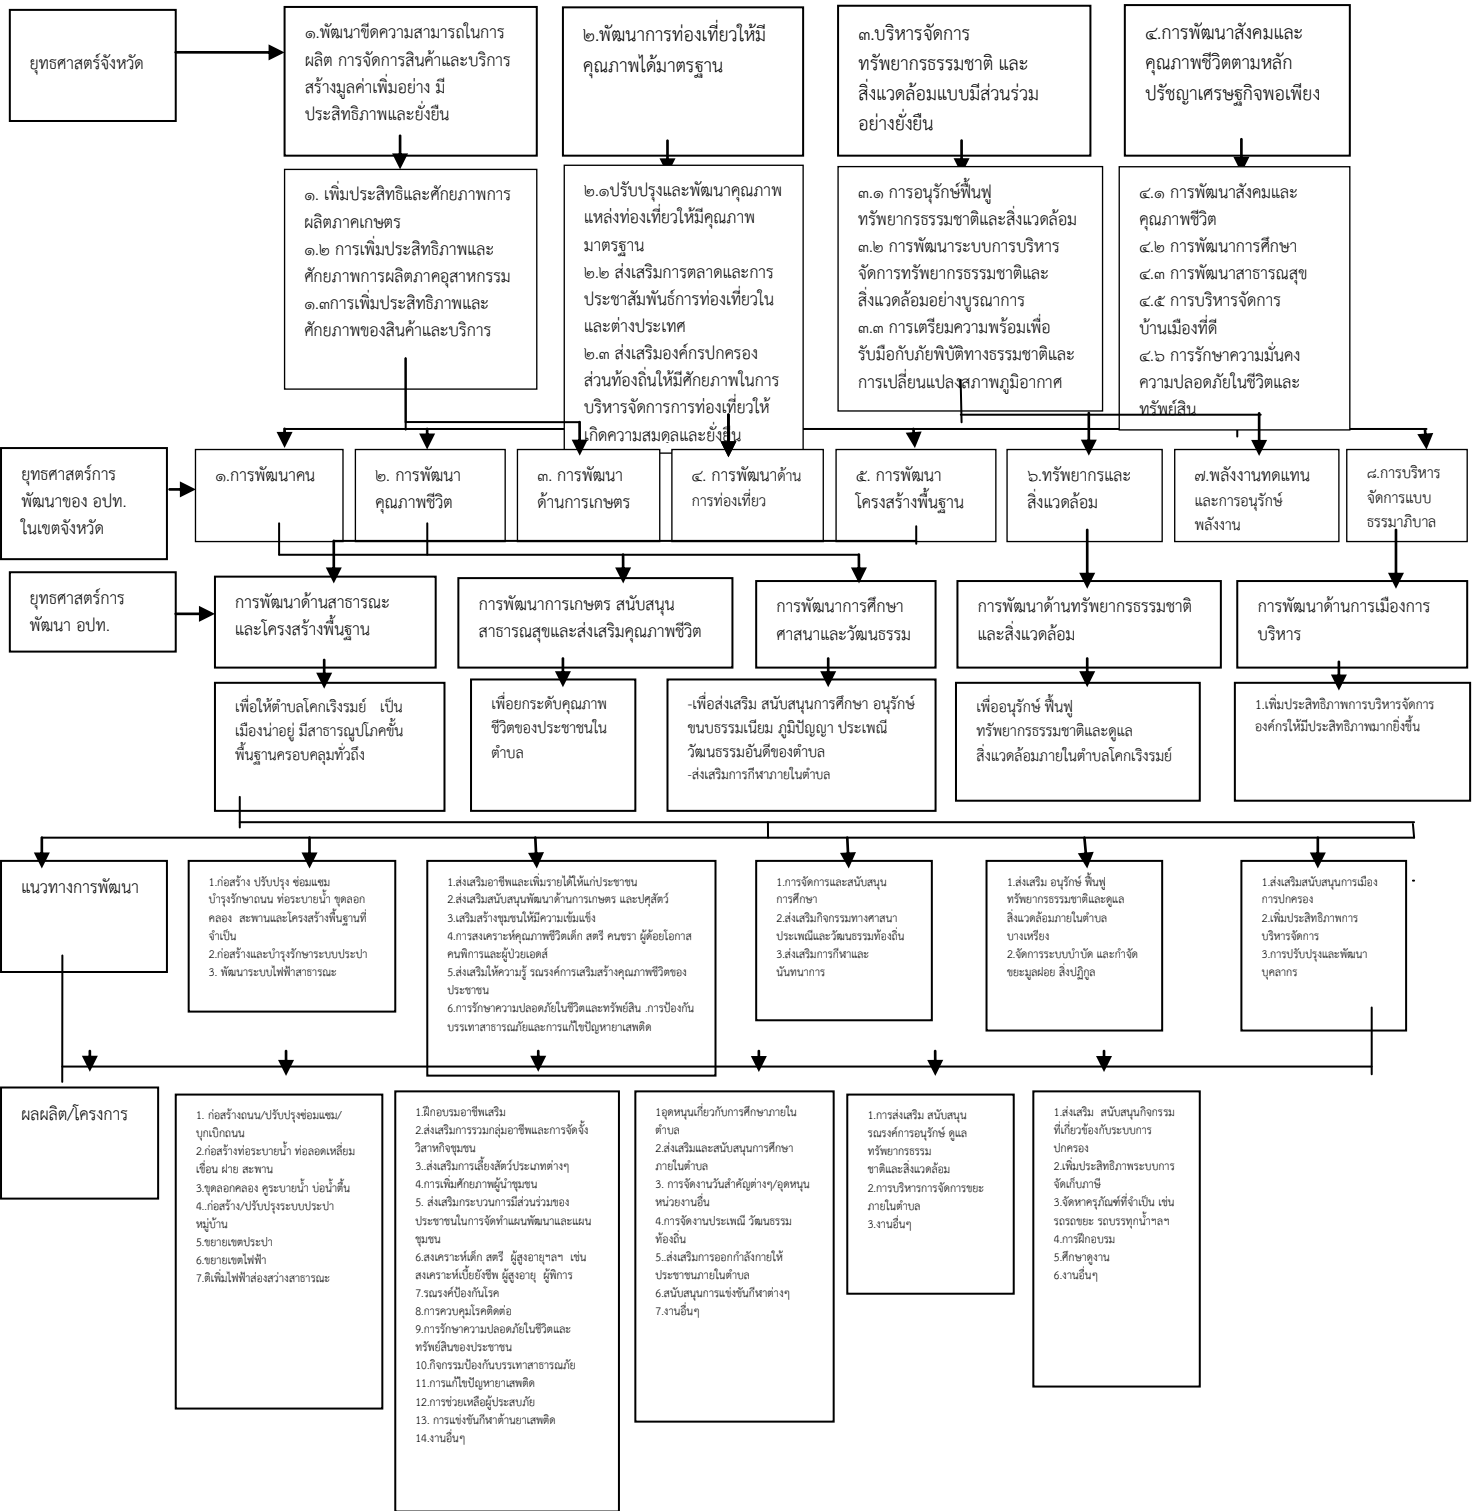 ยุทธศาสตร์จังหวัด
๑.พัฒนาขีดความสามารถในการ
ผลิต การจัดการสินค้าและบริการ
สร้างมูลค่าเพิ่มอย่าง มี
ประสิทธิภาพและยั่งยืน
๒.พัฒนาการท่องเที่ยวให้มี
คุณภาพได้มาตรฐาน
๓.บริหารจัดการ
ทรัพยากรธรรมชาติ และ
สิ่งแวดล้อมแบบมีส่วนร่วม
อย่างยั่งยืน
๔.การพัฒนาสังคมและ
คุณภาพชีวิตตามหลัก
ปรัชญาเศรษฐกิจพอเพียง
๑. เพิ่มประสิทธิและศักยภาพการ
ผลิตภาคเกษตร
๑.๒ การเพิ่มประสิทธิภาพและ
ศักยภาพการผลิตภาคอุสาหกรรม
๑.๓การเพิ่มประสิทธิภาพและ
ศักยภาพของสินค้าและบริการ
๒.๑ปรับปรุงและพัฒนาคุณภาพ
แหล่งท่องเที่ยวให้มีคุณภาพ
มาตรฐาน
๒.๒ ส่งเสริมการตลาดและการ
ประชาสัมพันธ์การท่องเที่ยวใน
และต่างประเทศ
๒.๓ ส่งเสริมองค์กรปกครอง
ส่วนท้องถิ่นให้มีศักยภาพในการ
บริหารจัดการการท่องเที่ยวให้
เกิดความสมดุลและยั่งยืน
๓.๑ การอนุรักษ์ฟื้นฟู
ทรัพยากรธรรมชาติและสิ่งแวดล้อม
๓.๒ การพัฒนาระบบการบริหาร
จัดการทรัพยากรธรรมชาติและ
สิ่งแวดล้อมอย่างบูรณาการ
๓.๓ การเตรียมความพร้อมเพื่อ
รับมือกับภัยพิบัติทางธรรมชาติและ
การเปลี่ยนแปลงสภาพภูมิอากาศ
๔.๑ การพัฒนาสังคมและ
คุณภาพชีวิต
๔.๒ การพัฒนาการศึกษา
๔.๓ การพัฒนาสาธารณสุข
๔.๕ การบริหารจัดการ
บ้านเมืองที่ดี
๔.๖ การรักษาความมั่นคง
ความปลอดภัยในชีวิตและ
ทรัพย์สิน
ยุทธศาสตร์การ
พัฒนาของ อปท.
ในเขตจังหวัด
๑.การพัฒนาคน
๒. การพัฒนา
คุณภาพชีวิต
๓. การพัฒนา
ด้านการเกษตร
๔. การพัฒนาด้าน
การท่องเที่ยว
๕. การพัฒนา
โครงสร้างพื้นฐาน
๖.ทรัพยากรและ
สิ่งแวดล้อม
๗.พลังงานทดแทน
และการอนุรักษ์
พลังงาน
๘.การบริหาร
จัดการแบบ
ธรรมาภิบาล
ยุทธศาสตร์การ
พัฒนา อปท.
การพัฒนาด้านสาธารณะ
และโครงสร้างพื้นฐาน
การพัฒนาการเกษตร สนับสนุน
สาธารณสุขและส่งเสริมคุณภาพชีวิต
การพัฒนาการศึกษา
ศาสนาและวัฒนธรรม
การพัฒนาด้านทรัพยากรธรรมชาติ
และสิ่งแวดล้อม
การพัฒนาด้านการเมืองการ
บริหาร
เพื่อให้ตำบลโคกเริงรมย์ เป็น
เมืองน่าอยู่ มีสาธารณูปโภคขั้น
พื้นฐานครอบคลุมทั่วถึง
เพื่อยกระดับคุณภาพ
ชีวิตของประชาชนใน
ตำบล
-เพื่อส่งเสริม สนับสนุนการศึกษา อนุรักษ์
ขนบธรรมเนียม ภูมิปัญญา ประเพณี
วัฒนธรรมอันดีของตำบล
-ส่งเสริมการกีฬาภายในตำบล
เพื่ออนุรักษ์ ฟื้นฟู
ทรัพยากรธรรมชาติและดูแล
สิ่งแวดล้อมภายในตำบลโคกเริงรมย์
1.เพิ่มประสิทธิภาพการบริหารจัดการ
องค์กรให้มีประสิทธิภาพมากยิ่งขึ้น
แนวทางการพัฒนา
1.ก่อสร้าง ปรับปรุง ซ่อมแซม
บำรุงรักษาถนน ท่อระบายน้ำ ขุดลอก
คลอง สะพานและโครงสร้างพื้นฐานที่
จำเป็น
2.ก่อสร้างและบำรุงรักษาระบบประปา
3. พัฒนาระบบไฟฟ้าสาธารณะ
1.ส่งเสริมอาชีพและเพิ่มรายได้ให้แก่ประชาชน
2.ส่งเสริมสนับสนุนพัฒนาด้านการเกษตร และปศุสัตว์
3.เสริมสร้างชุมชนให้มีความเข้มแข็ง
4.การสงเคราะห์คุณภาพชีวิตเด็ก สตรี คนชรา ผู้ด้อยโอกาส
คนพิการและผู้ป่วยเอดส์
5.ส่งเสริมให้ความรู้ รณรงค์การเสริมสร้างคุณภาพชีวิตของ
ประชาชน
6.การรักษาความปลอดภัยในชีวิตและทรัพย์สิน .การป้องกัน
บรรเทาสาธารณภัยและการแก้ไขปัญหายาเสพติด
1.การจัดการและสนับสนุน
การศึกษา
2.ส่งเสริมกิจกรรมทางศาสนา
ประเพณีและวัฒนธรรมท้องถิ่น
3.ส่งเสริมการกีฬาและ
นันทนาการ
1.ส่งเสริม อนุรักษ์ ฟื้นฟู
ทรัพยากรธรรมชาติและดูแล
สิ่งแวดล้อมภายในตำบล
บางเหรียง
2.จัดการระบบบำบัด และกำจัด
ขยะมูลฝอย สิ่งปฏิกูล
1.ส่งเสริมสนับสนุนการเมือง
การปกครอง
2.เพิ่มประสิทธิภาพการ
บริหารจัดการ
3.การปรับปรุงและพัฒนา
บุคลากร
ผลผลิต/โครงการ
1. ก่อสร้างถนน/ปรับปรุงซ่อมแซม/
บุกเบิกถนน
2.ก่อสร้างท่อระบายน้ำ ท่อลอดเหลี่ยม
เขื่อน ฝาย สะพาน
3.ขุดลอกคลอง คูระบายน้ำ บ่อน้ำตื้น
4..ก่อสร้าง/ปรับปรุงระบบประปา
หมู่บ้าน
5.ขยายเขตประปา
6.ขยายเขตไฟฟ้า
7.ติเพิ่มไฟฟ้าส่องสว่างสาธารณะ
1.ฝึกอบรมอาชีพเสริม
2.ส่งเสริมการรวมกลุ่มอาชีพและการจัดจั้ง
วิสาหกิจชุมชน
3..ส่งเสริมการเลี้ยงสัตว์ประเภทต่างๆ
4.การเพิ่มศักยภาพผู้นำชุมชน
5. ส่งเสริมกระบวนการมีส่วนร่วมของ
ประชาชนในการจัดทำแผนพัฒนาและแผน
ชุมชน
6.สงเคราะห์เด็ก สตรี ผู้สูงอายุฯลฯ เช่น
สงเคราะห์เบี้ยยังชีพ ผู้สูงอายุ ผู้พิการ
7.รณรงค์ป้องกันโรค
8.การควบคุมโรคติดต่อ
9.การรักษาความปลอดภัยในชีวิตและ
ทรัพย์สินของประชาชน
10.กิจกรรมป้องกันบรรเทาสาธารณภัย
11.การแก้ไขปัญหายาเสพติด
12.การช่วยเหลือผู้ประสบภัย
13. การแข่งขันกีฬาต้านยาเสพติด
14.งานอื่นๆ
1อุดหนุนเกี่ยวกับการศึกษาภายใน
ตำบล
2.ส่งเสริมและสนับสนุนการศึกษา
ภายในตำบล
3. การจัดงานวันสำคัญต่างๆ/อุดหนุน
หน่วยงานอื่น
4.การจัดงานประเพณี วัฒนธรรม
ท้องถิ่น
5..ส่งเสริมการออกกำลังกายให้
ประชาชนภายในตำบล
6.สนับสนุนการแข่งขันกีฬาต่างๆ
7.งานอื่นๆ
1.การส่งเสริม สนับสนุน
รณรงค์การอนุรักษ์ ดูแล
ทรัพยากรธรรม
ชาติและสิ่งแวดล้อม
2.การบริหารการจัดการขยะ
ภายในตำบล
3.งานอื่นๆ
1.ส่งเสริม สนับสนุนกิจกรรม
ที่เกี่ยวข้องกับระบบการ
ปกครอง
2.เพิ่มประสิทธิภาพระบบการ
จัดเก็บภาษี
3.จัดหาครุภัณฑ์ที่จำเป็น เช่น
รถรถขยะ รถบรรทุกน้ำฯลฯ
4.การฝึกอบรม
5.ศึกษาดูงาน
6.งานอื่นๆ